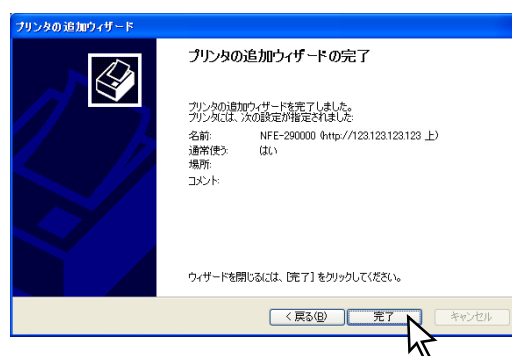 プリンタの追加ウィザード
プリンタの追加ウィザードの完了
プリンタの追加ウィザードを完了しました。
プリンタには、次の設定が指定されました:
名前: NFE-290000 (http://123.123.123.123 上)
通常使う: はい
場所:
コメント:
ウィザードを閉じるには、[完了] をクリックしてください。
< 戻る(B) 完了 キャンセル